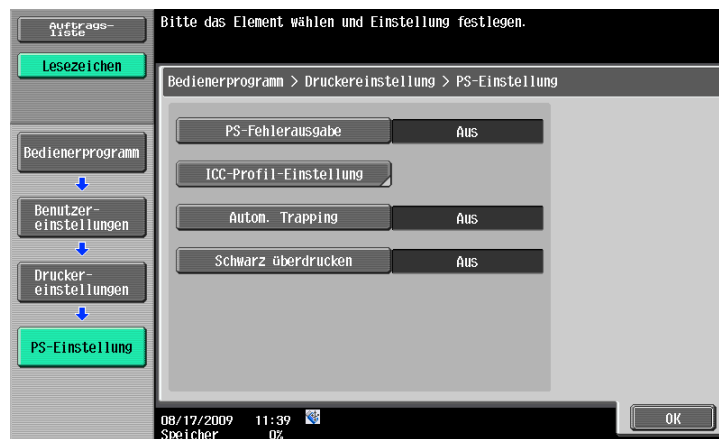 Auftrags-
liste
Bitte das Element wählen und Einstellung festlegen.
Lesezeichen
Bedienerprogramm > Druckereinstellung > PS-Einstellung
PS-Fehlerausgabe Aus
Bedienerprogramm
ICC-Profil-Einstellung
Benutzer-
einstellungen
Autom. Trapping Aus
Schwarz überdrucken Aus
Drucker-
einstellungen
PS-Einstellung
08/17/2009 11:39
Speicher 0%
OK